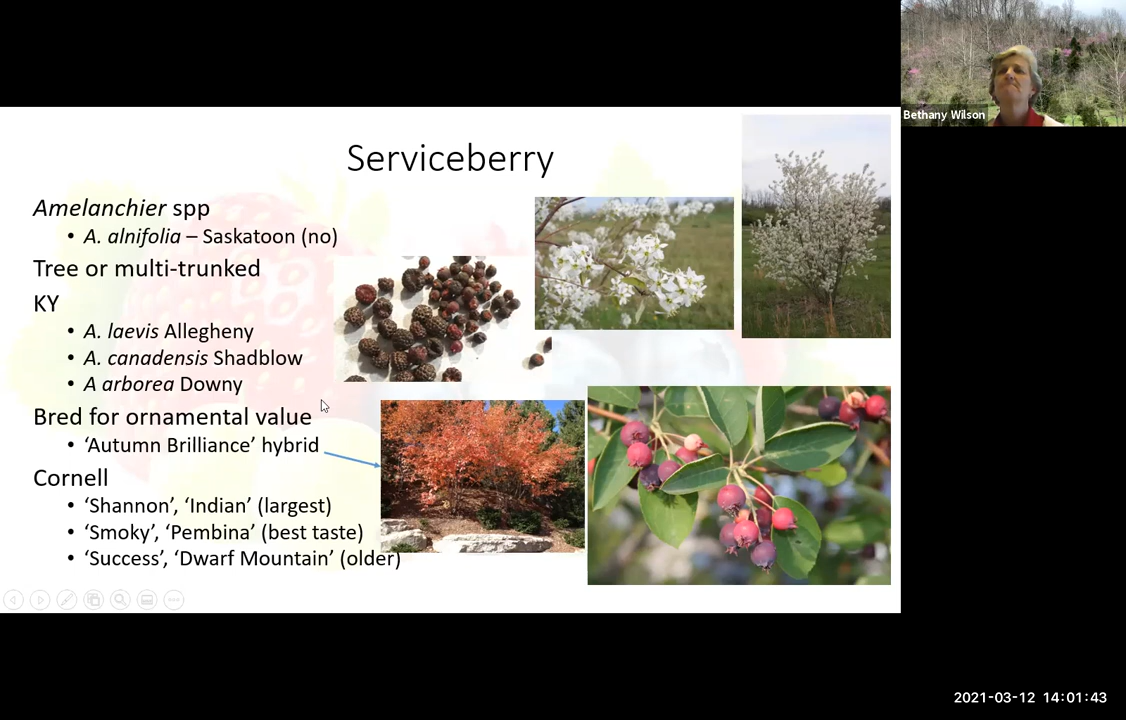 Bethany Wilson
Serviceberry
Amelanchier spp
• A. alnifolia – Saskatoon (no)
Tree or multi-trunked
KY
• A. laevis Allegheny
• A. canadensis Shadblow
• A arborea Downy
Bred for ornamental value
• ‘Autumn Brilliance’ hybrid
Cornell
• ‘Shannon’, ‘Indian’ (largest)
• ‘Smoky’, ‘Pembina’ (best taste)
• ‘Success’, ‘Dwarf Mountain’ (older)
2021-03-12 14:01:43